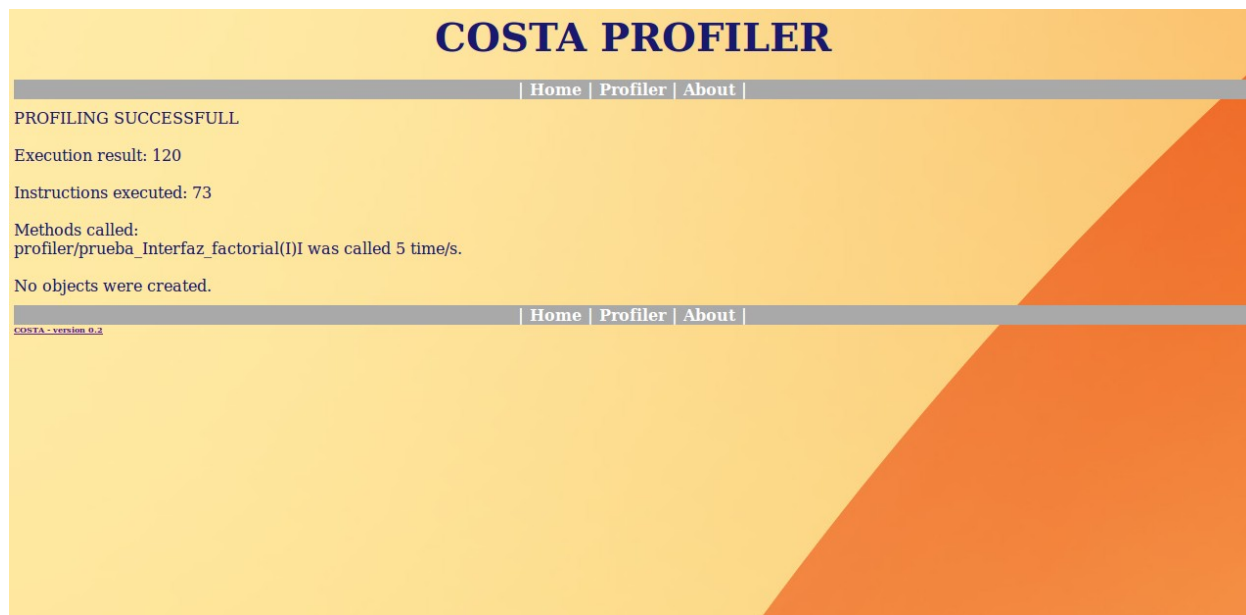 COSTA PROFILER
| Home | Profiler | About |
PROFILING SUCCESSFULL
Execution result: 120
Instructions executed: 73
Methods called:
profiler/prueba_Interfaz_factorial(I)I was called 5 time/s.
No objects were created.
| Home | Profiler | About |
COSTA - version 0.2